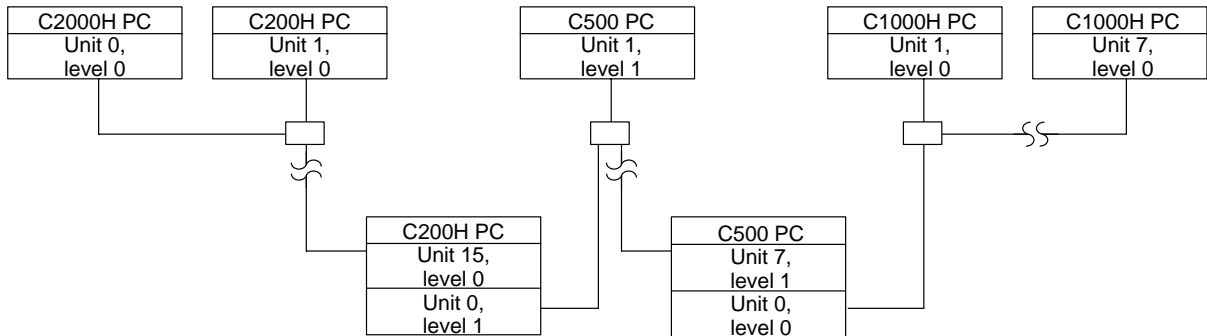 C2000H PC
Unit 0,
level 0
C200H PC
Unit 1,
level 0
C500 PC
Unit 1,
level 1
C1000H PC
Unit 1,
level 0
C1000H PC
Unit 7,
level 0
C200H PC
Unit 15,
level 0
Unit 0,
level 1
C500 PC
Unit 7,
level 1
Unit 0,
level 0